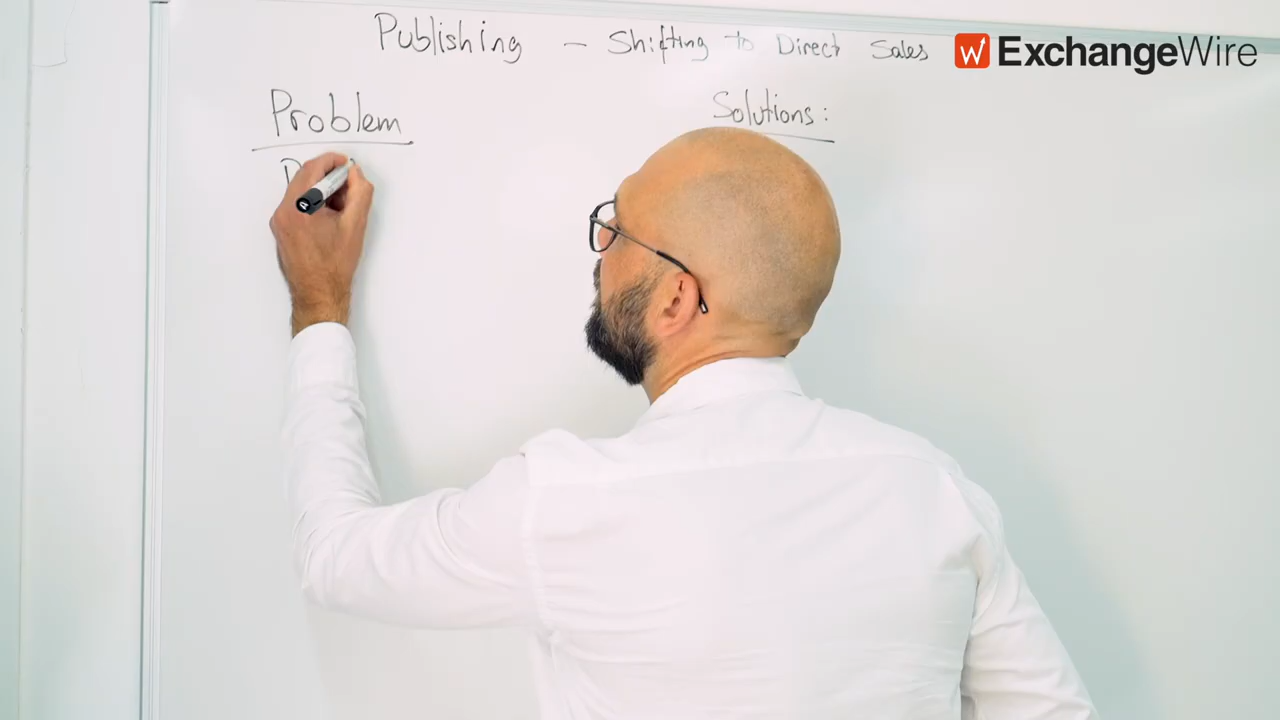 Publishing - Shifting to Direct Sales
ExchangeWire
Problem
Solutions: